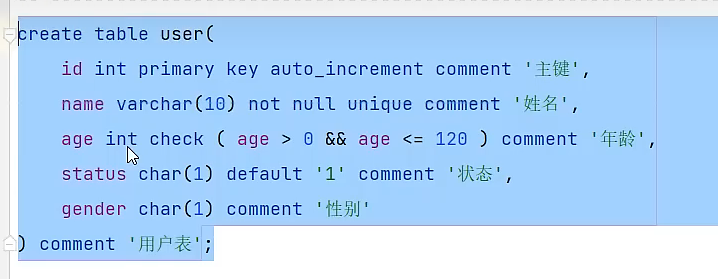 create table user(
id int primary key auto_increment comment '主键',
name varchar(10) not null unique comment '姓名',
age int check ( age > 0 && age <= 120 ) comment '年龄',
status char(1) default '1' comment '状态',
gender char(1) comment '性别'
) comment '用户表';